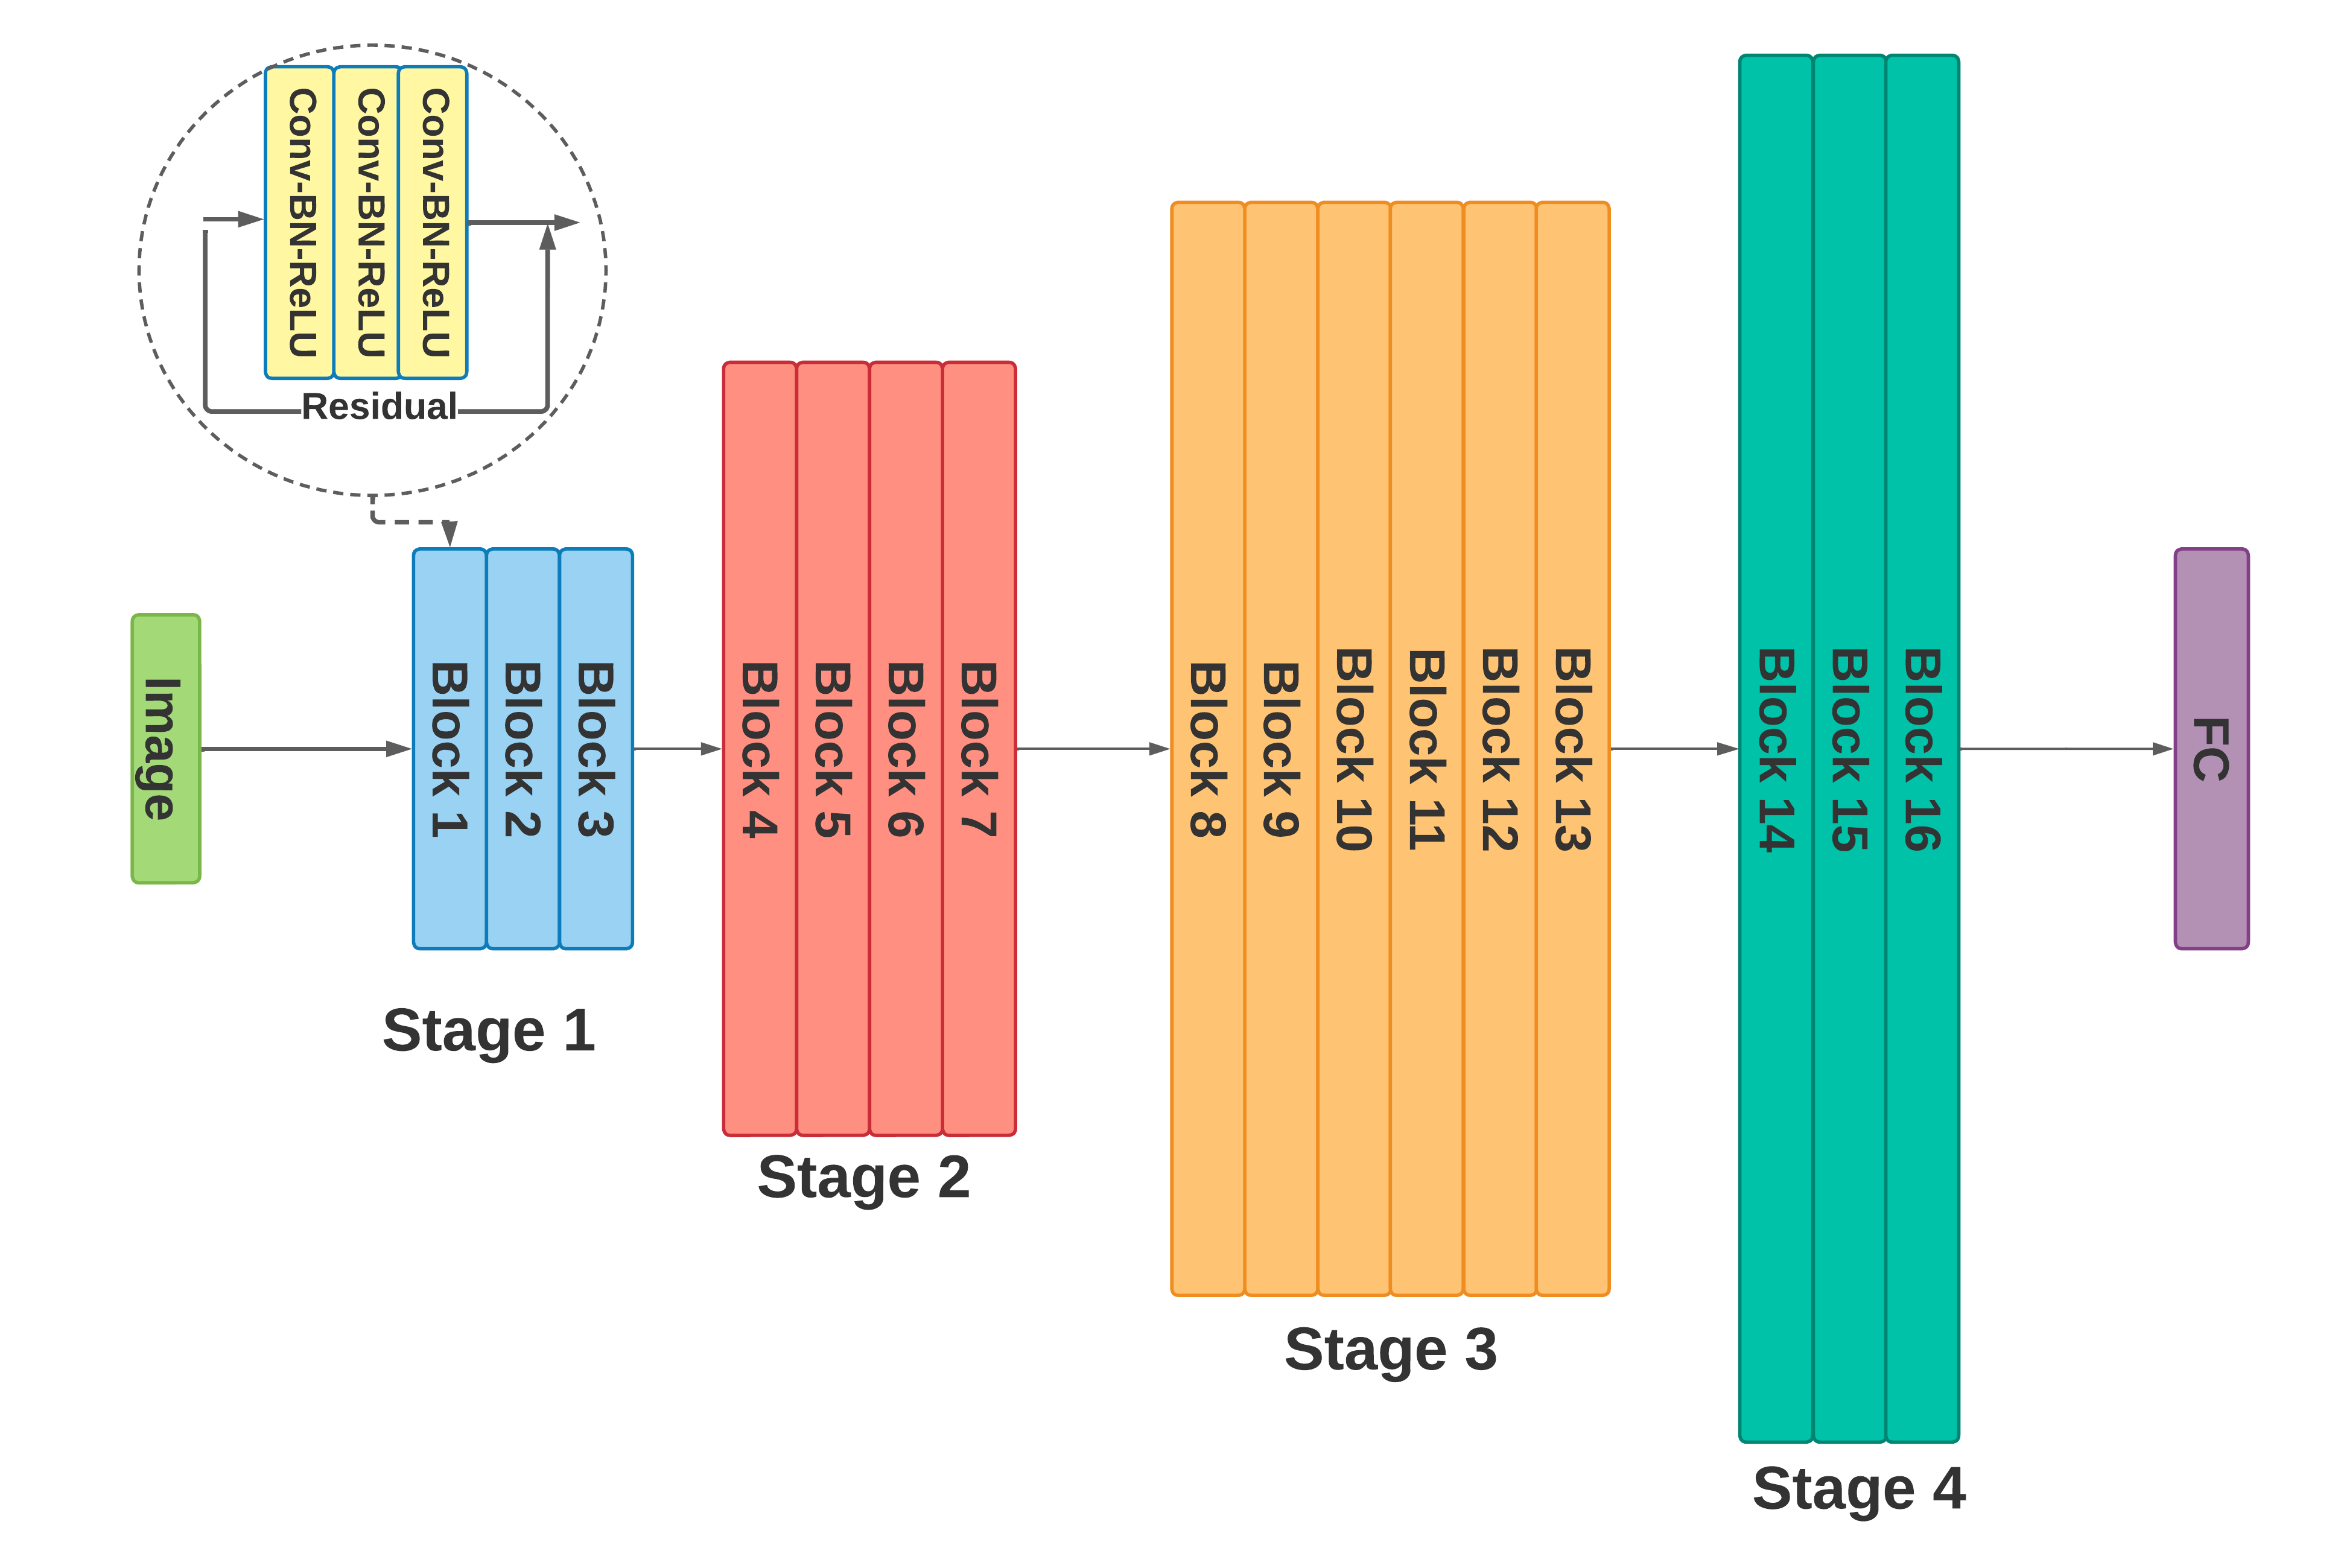 Conv-BN-ReLU
Conv-BN-ReLU
Conv-BN-ReLU
Residual
Image
Block 1
Block 2
Block 3
Stage 1
Block 4
Block 5
Block 6
Block 7
Stage 2
Block 8
Block 9
Block 10
Block 11
Block 12
Block 13
Stage 3
Block 14
Block 15
Block 16
Stage 4
FC